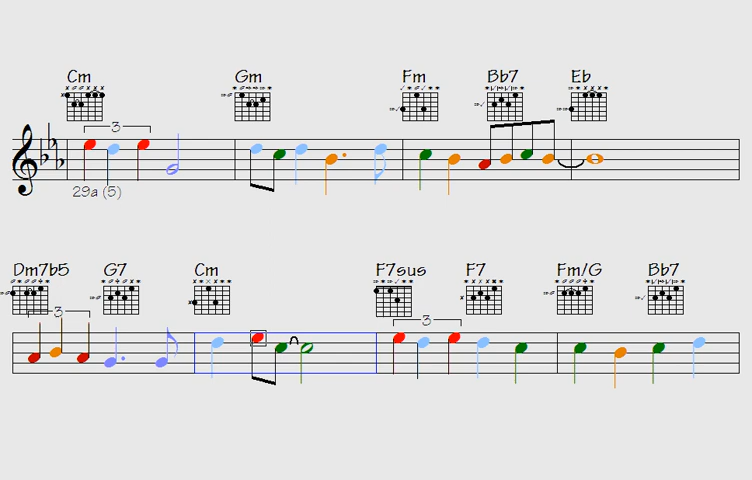 Cm Gm Fm Bb7 Eb
3
29a (5)
Dm7b5 G7 Cm F7sus F7 Fm/G Bb7
3 3